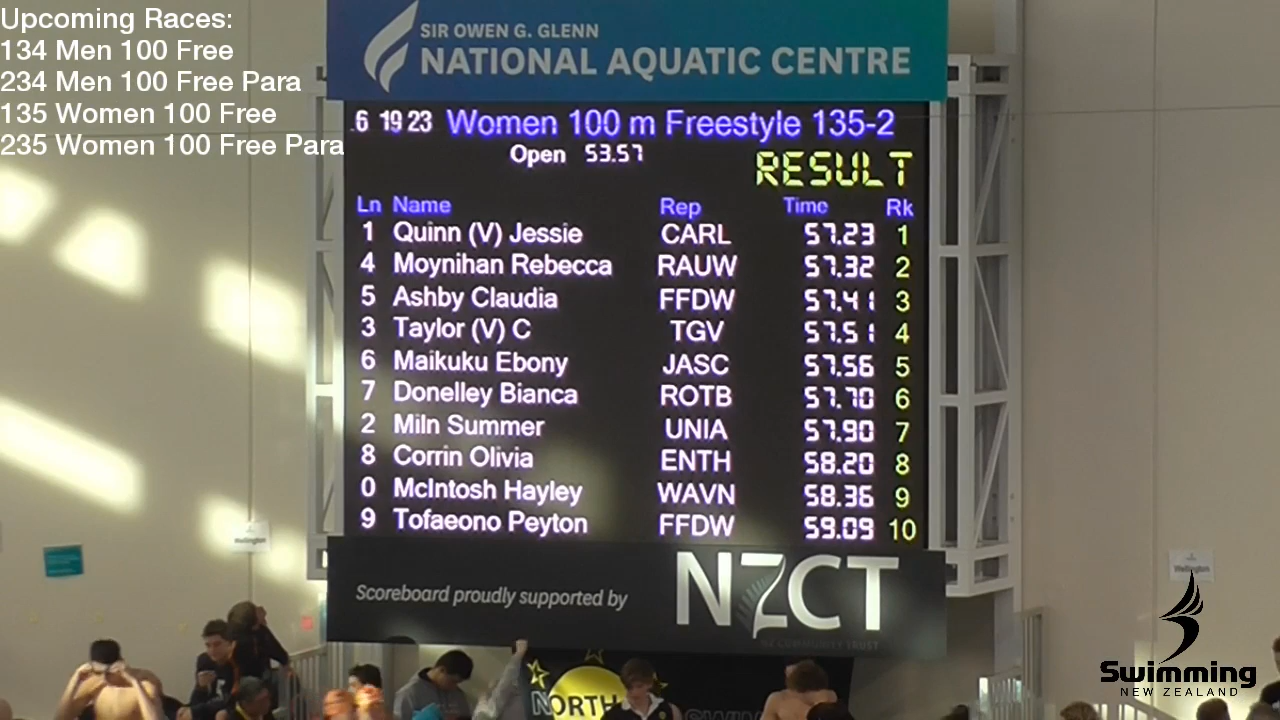 Upcoming Races:
134 Men 100 Free
234 Men 100 Free Para
135 Women 100 Free
235 Women 100 Free Para
SIR OWEN G. GLENN
NATIONAL AQUATIC CENTRE
.6 19 23 Women 100 m Freestyle 135-2
Open 53.57
RESULT
Ln Name Rep Time Rk
1 Quinn (V) Jessie CARL 57.23 1
4 Moynihan Rebecca RAUW 57.32 2
5 Ashby Claudia FFDW 57.41 3
3 Taylor (V) C TGV 57.51 4
6 Maikuku Ebony JASC 57.56 5
7 Donelley Bianca ROTB 57.70 6
2 Miln Summer UNIA 57.90 7
8 Corrin Olivia ENTH 58.20 8
0 McIntosh Hayley WAVN 58.36 9
9 Tofaeono Peyton FFDW 59.09 10
Scoreboard proudly supported by NZCT
NZ COMMUNITY TRUST
Wellington
Wellington
NORTH
Swimming
NEW ZEALAND